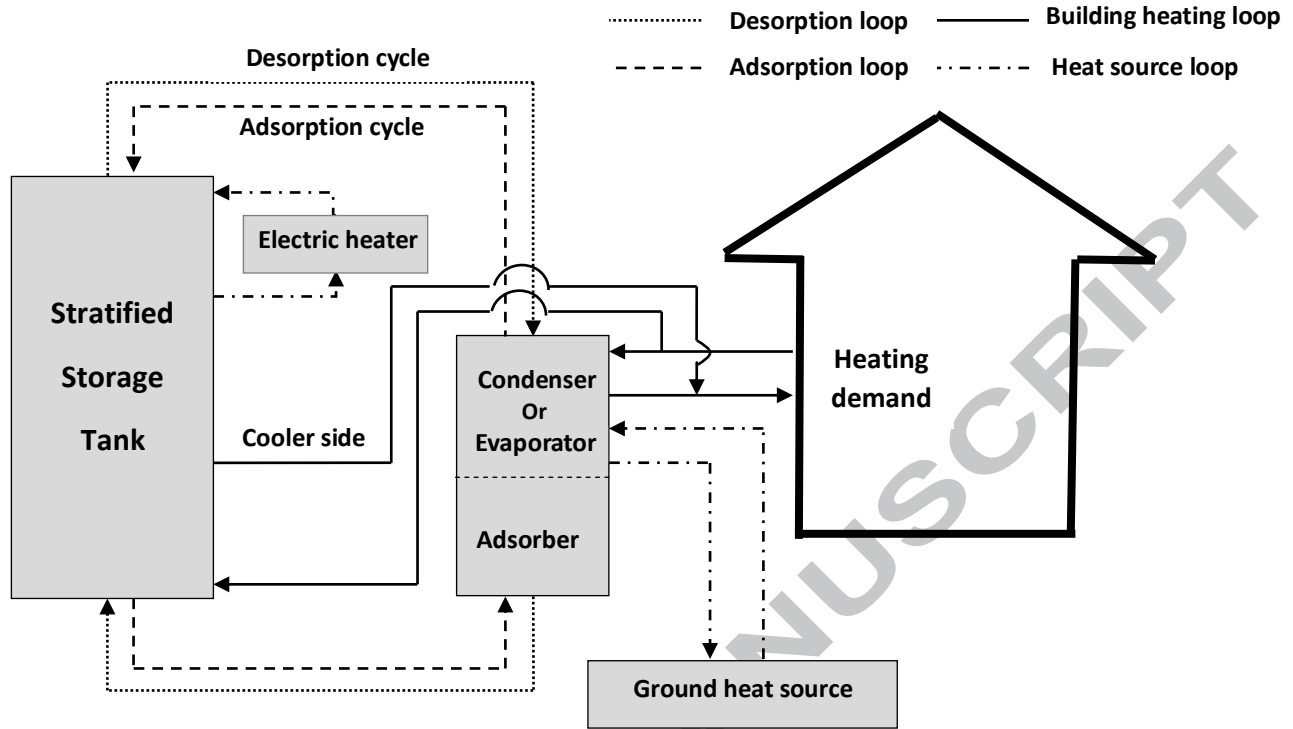 Desorption loop
Building heating loop
Adsorption loop
Heat source loop
Desorption cycle
Adsorption cycle
Electric heater
Stratified
Storage
Tank
Cooler side
Condenser
Or
Evaporator
Adsorber
Heating
demand
Ground heat source
NUSCRIPT